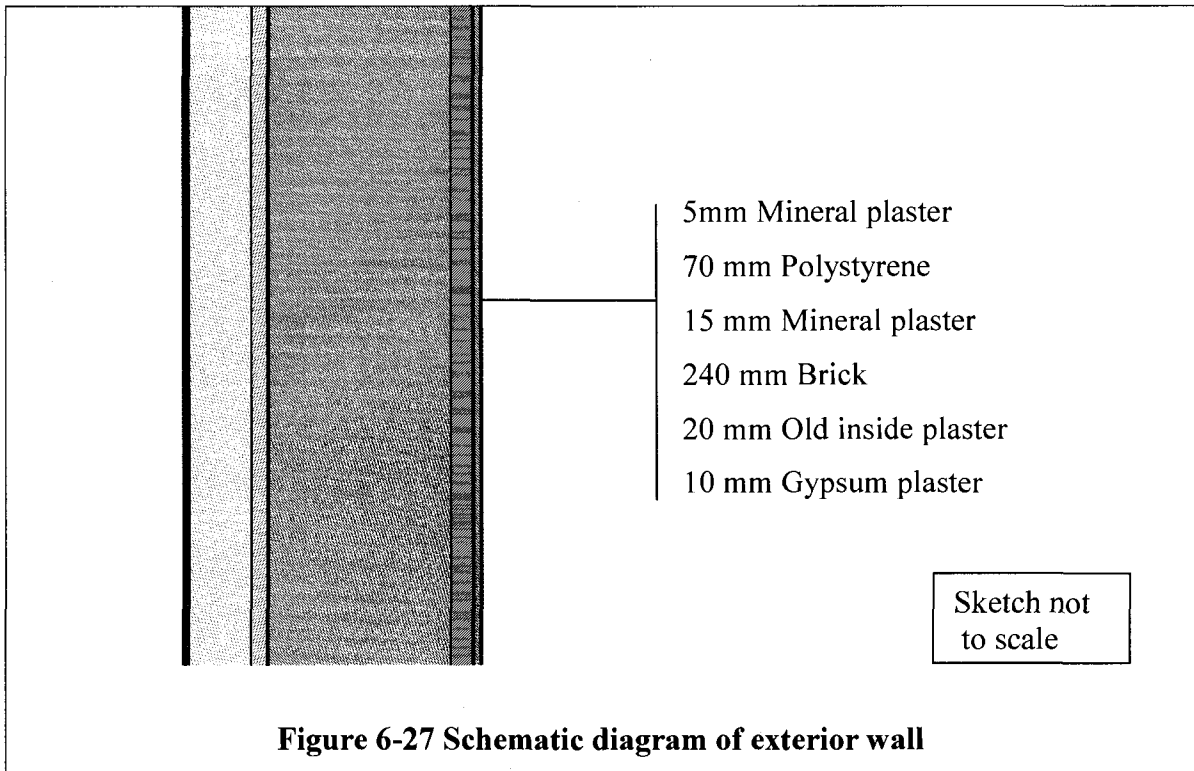 5mm Mineral plaster
70 mm Polystyrene
15 mm Mineral plaster
240 mm Brick
20 mm Old inside plaster
10 mm Gypsum plaster
Sketch not
to scale
Figure 6-27 Schematic diagram of exterior wall